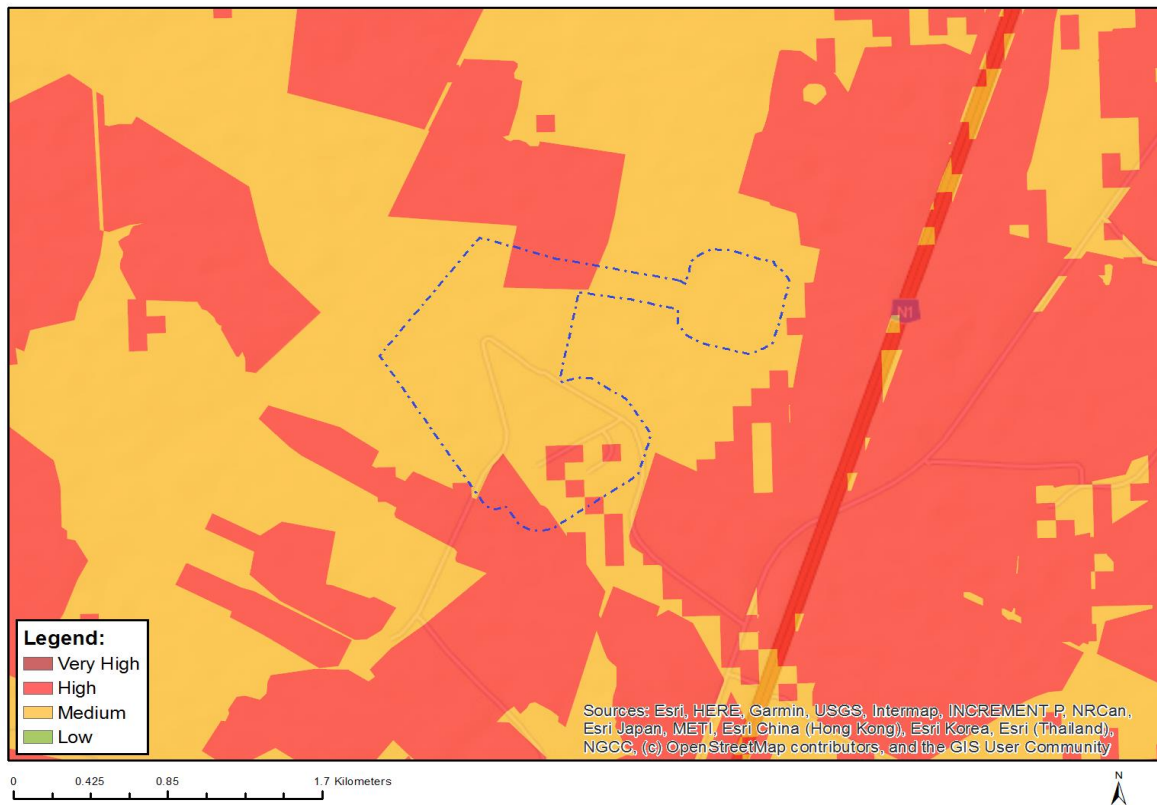 N1
Legend:
Very High
High
Medium
Low
Sources: Esri, HERE, Garmin, USGS, Intermap, INCREMENT P, NRCan,
Esri Japan, METI, Esri China (Hong Kong), Esri Korea, Esri (Thailand),
NGCC, (c) OpenStreetMap contributors, and the GIS User Community
0 0.425 0.85 1.7 Kilometers
N